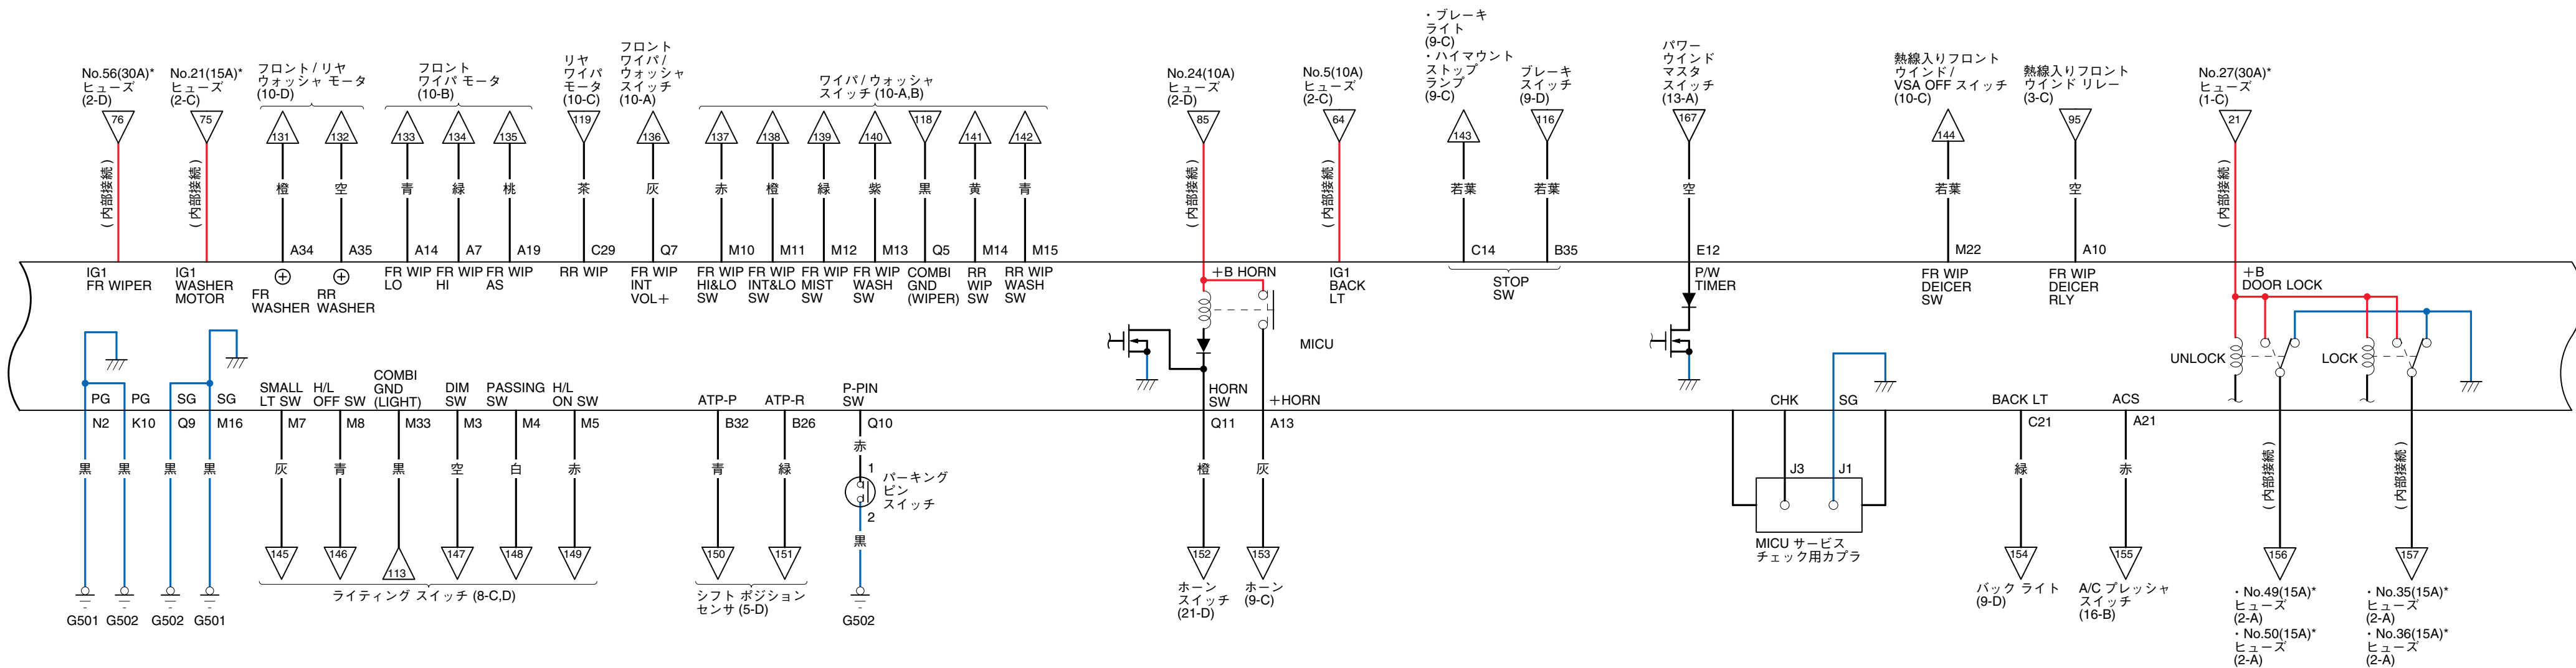 No.56(30A)*
ヒューズ
(2-D)
No.21(15A)*
ヒューズ
(2-C)
フロント / リヤ
ウォッシャ モータ
(10-D)
フロント
ワイパ モータ
(10-B)
リヤ
ワイパ
モータ
(10-C)
フロント
ワイパ /
ウォッシャ
スイッチ
(10-A)
ワイパ / ウォッシャ
スイッチ (10-A,B)
No.24(10A)
ヒューズ
(2-D)
No.5(10A)
ヒューズ
(2-C)
・ブレーキ
ライト
(9-C)
・ハイマウント
ストップ
ランプ
(9-C)
ブレーキ
スイッチ
(9-D)
パワー
ウインド
マスタ
スイッチ
(13-A)
熱線入りフロント
ウインド /
VSA OFF スイッチ
(10-C)
熱線入りフロント
ウインド リレー
(3-C)
No.27(30A)*
ヒューズ
(1-C)
76 75 131 132 133 134 135 119 136 137 138 139 140 118 141 142 85 64 143 116 167 144 95 21
(内部接続) (内部接続) 橙 空 青 緑 桃 茶 灰 赤 橙 緑 紫 黒 黄 青 (内部接続) (内部接続) 若葉 若葉 空 若葉 空 (内部接続)
A34 A35 A14 A7 A19 C29 Q7 M10 M11 M12 M13 Q5 M14 M15 C14 B35 E12 M22 A10
IG1
FR WIPER
IG1
WASHER
MOTOR
FR
WASHER
RR
WASHER
FR WIP
LO
FR WIP
HI
FR WIP
AS
RR WIP
FR WIP
INT
VOL+
FR WIP
HI&LO
SW
FR WIP
INT&LO
SW
FR WIP
MIST
SW
FR WIP
WASH
SW
COMBI
GND
(WIPER)
RR
WIP
SW
RR WIP
WASH
SW
+B HORN
IG1
BACK
LT
STOP
SW
P/W
TIMER
FR WIP
DEICER
SW
FR WIP
DEICER
RLY
+B
DOOR LOCK
MICU
UNLOCK
LOCK
PG PG SG SG
SMALL
LT SW
H/L
OFF SW
COMBI
GND
(LIGHT)
DIM
SW
PASSING
SW
H/L
ON SW
ATP-P
ATP-R
P-PIN
SW
HORN
SW
+HORN
CHK
SG
BACK LT
ACS
N2 K10 Q9 M16 M7 M8 M33 M3 M4 M5 B32 B26 Q10 Q11 A13 C21 A21
黒 黒 黒 黒 灰 青 黒 空 白 赤 青 緑 赤 橙 灰 緑 赤 (内部接続) (内部接続)
1
パーキング
ピン
スイッチ
2
黒
J3 J1
MICU サービス
チェック用カプラ
145 146 113 147 148 149 150 151 152 153 154 155 156 157
G501 G502 G502 G501
ライティング スイッチ (8-C,D)
シフト ポジション
センサ (5-D)
G502
ホーン
スイッチ
(21-D)
ホーン
(9-C)
バック ライト
(9-D)
A/C プレッシャ
スイッチ
(16-B)
・No.49(15A)*
ヒューズ
(2-A)
・No.50(15A)*
ヒューズ
(2-A)
・No.35(15A)*
ヒューズ
(2-A)
・No.36(15A)*
ヒューズ
(2-A)